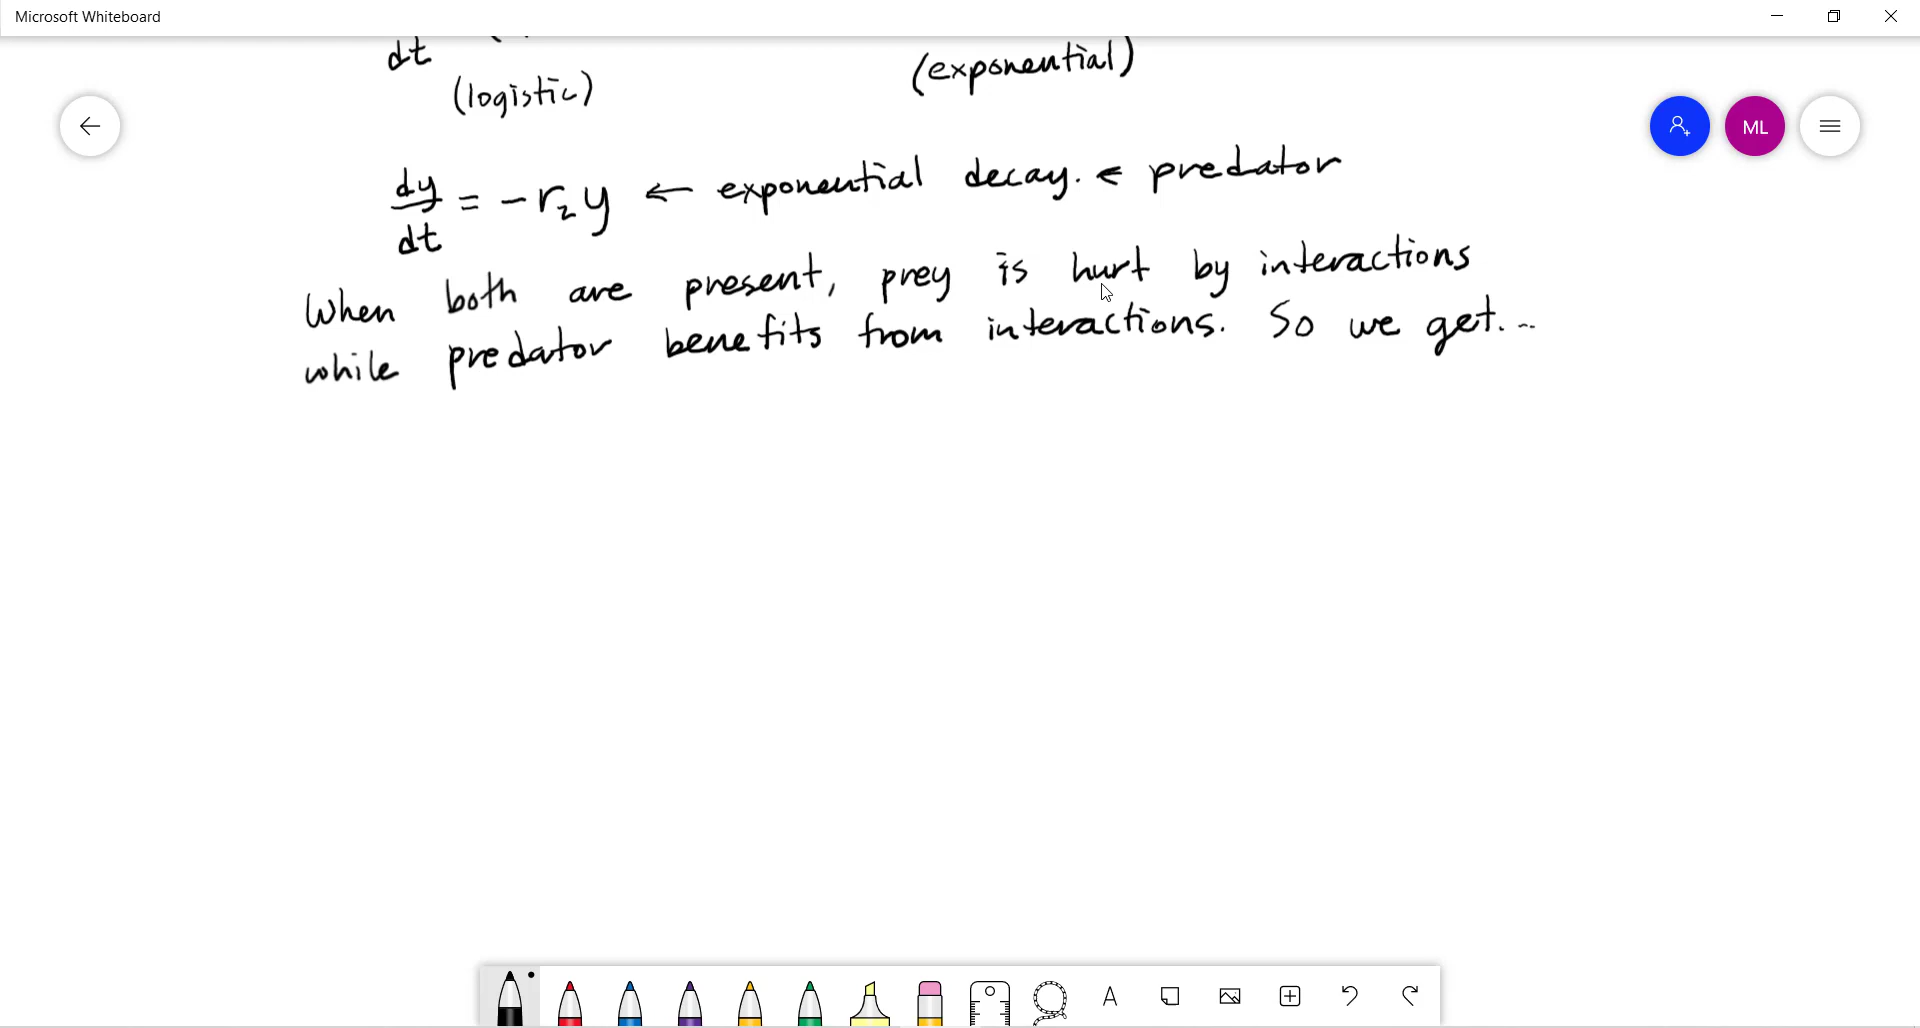 Microsoft Whiteboard
dt
(logistic)
(exponential)
ML
dy
dt = -r₂y ← exponential decay. ← predator
When both are present, prey is hurt by interactions
while predator benefits from interactions. So we get...
A